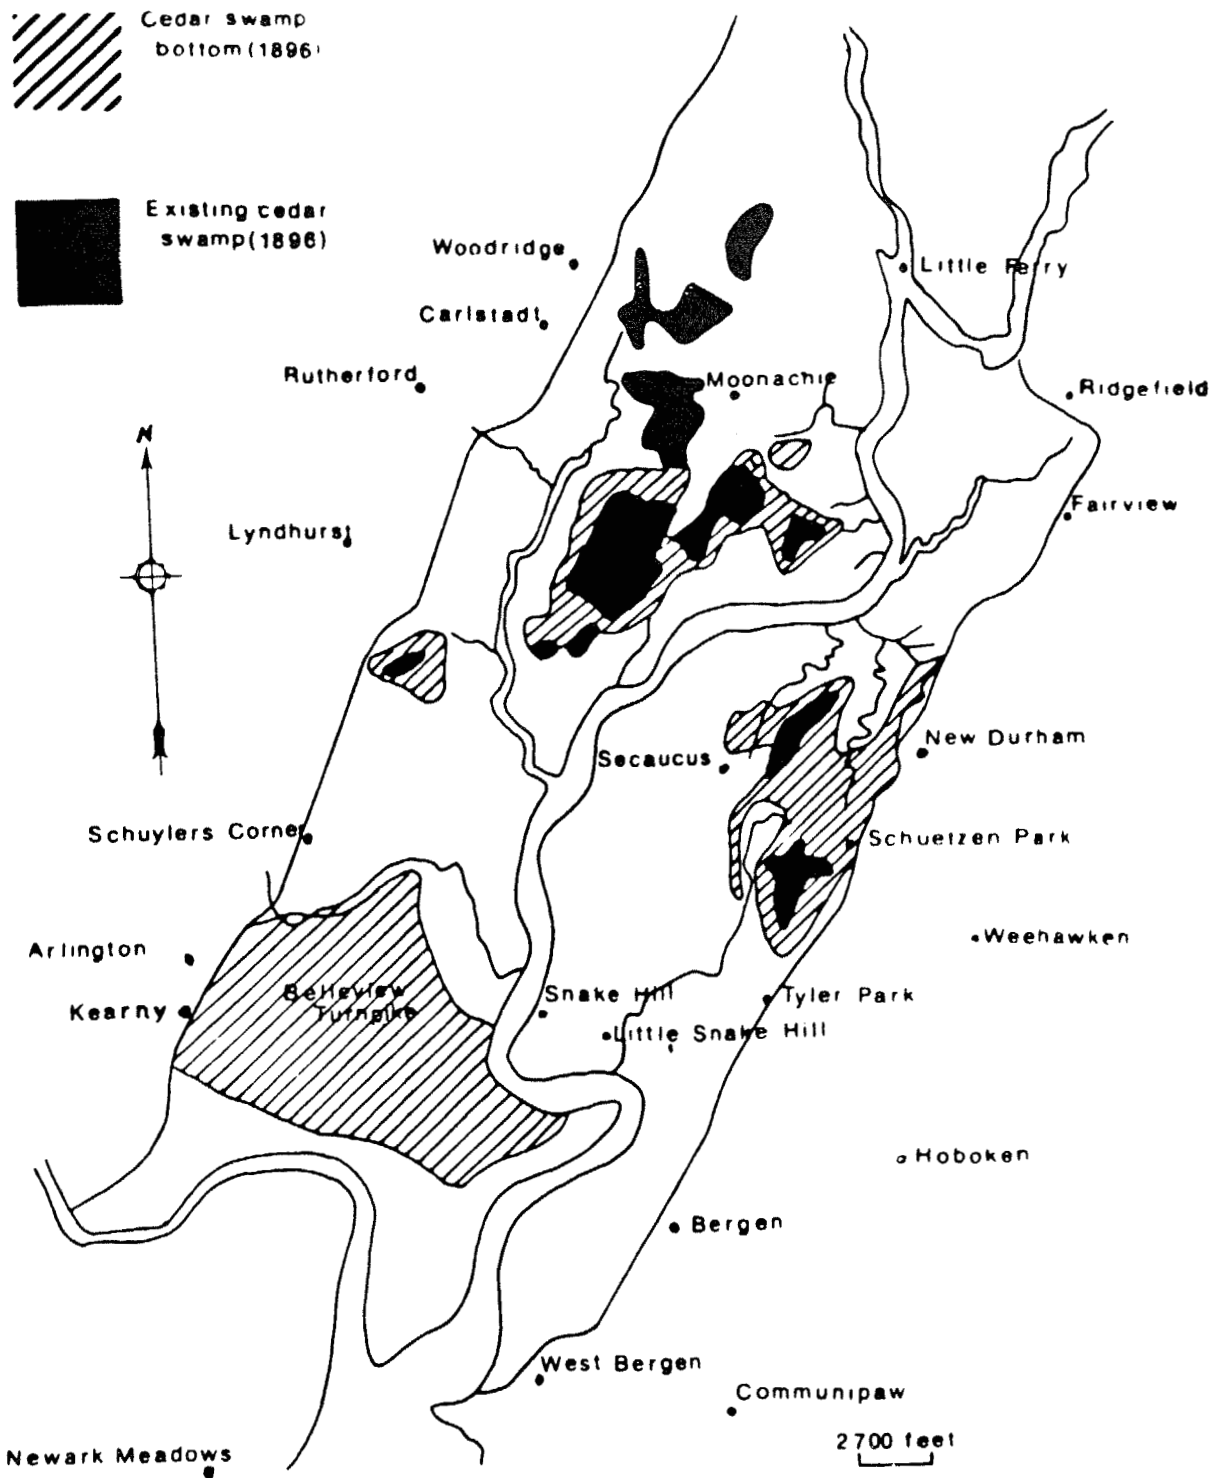 Cedar swamp
bottom (1896)
Existing cedar
swamp (1896)
Woodridge
Little Ferry
Carlstadt
Rutherford
Moonachie
Ridgefield
N
Fairview
Lyndhurst
New Durham
Secaucus
Schuylers Corner
Schuetzen Park
Weehawken
Arlington
Belleview
Turnpike
Kearny
Snake Hill
Tyler Park
Little Snake Hill
Hoboken
Bergen
West Bergen
Communipaw
2700 feet
Newark Meadows